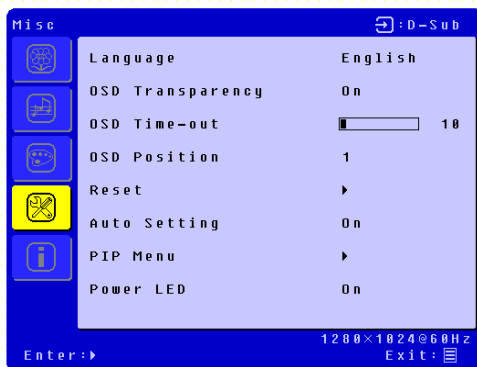 Misc :D-Sub
Language English
OSD Transparency On
OSD Time-out 10
OSD Position 1
Reset
Auto Setting On
PIP Menu
Power LED On
1280×1024@60Hz
Enter: Exit: